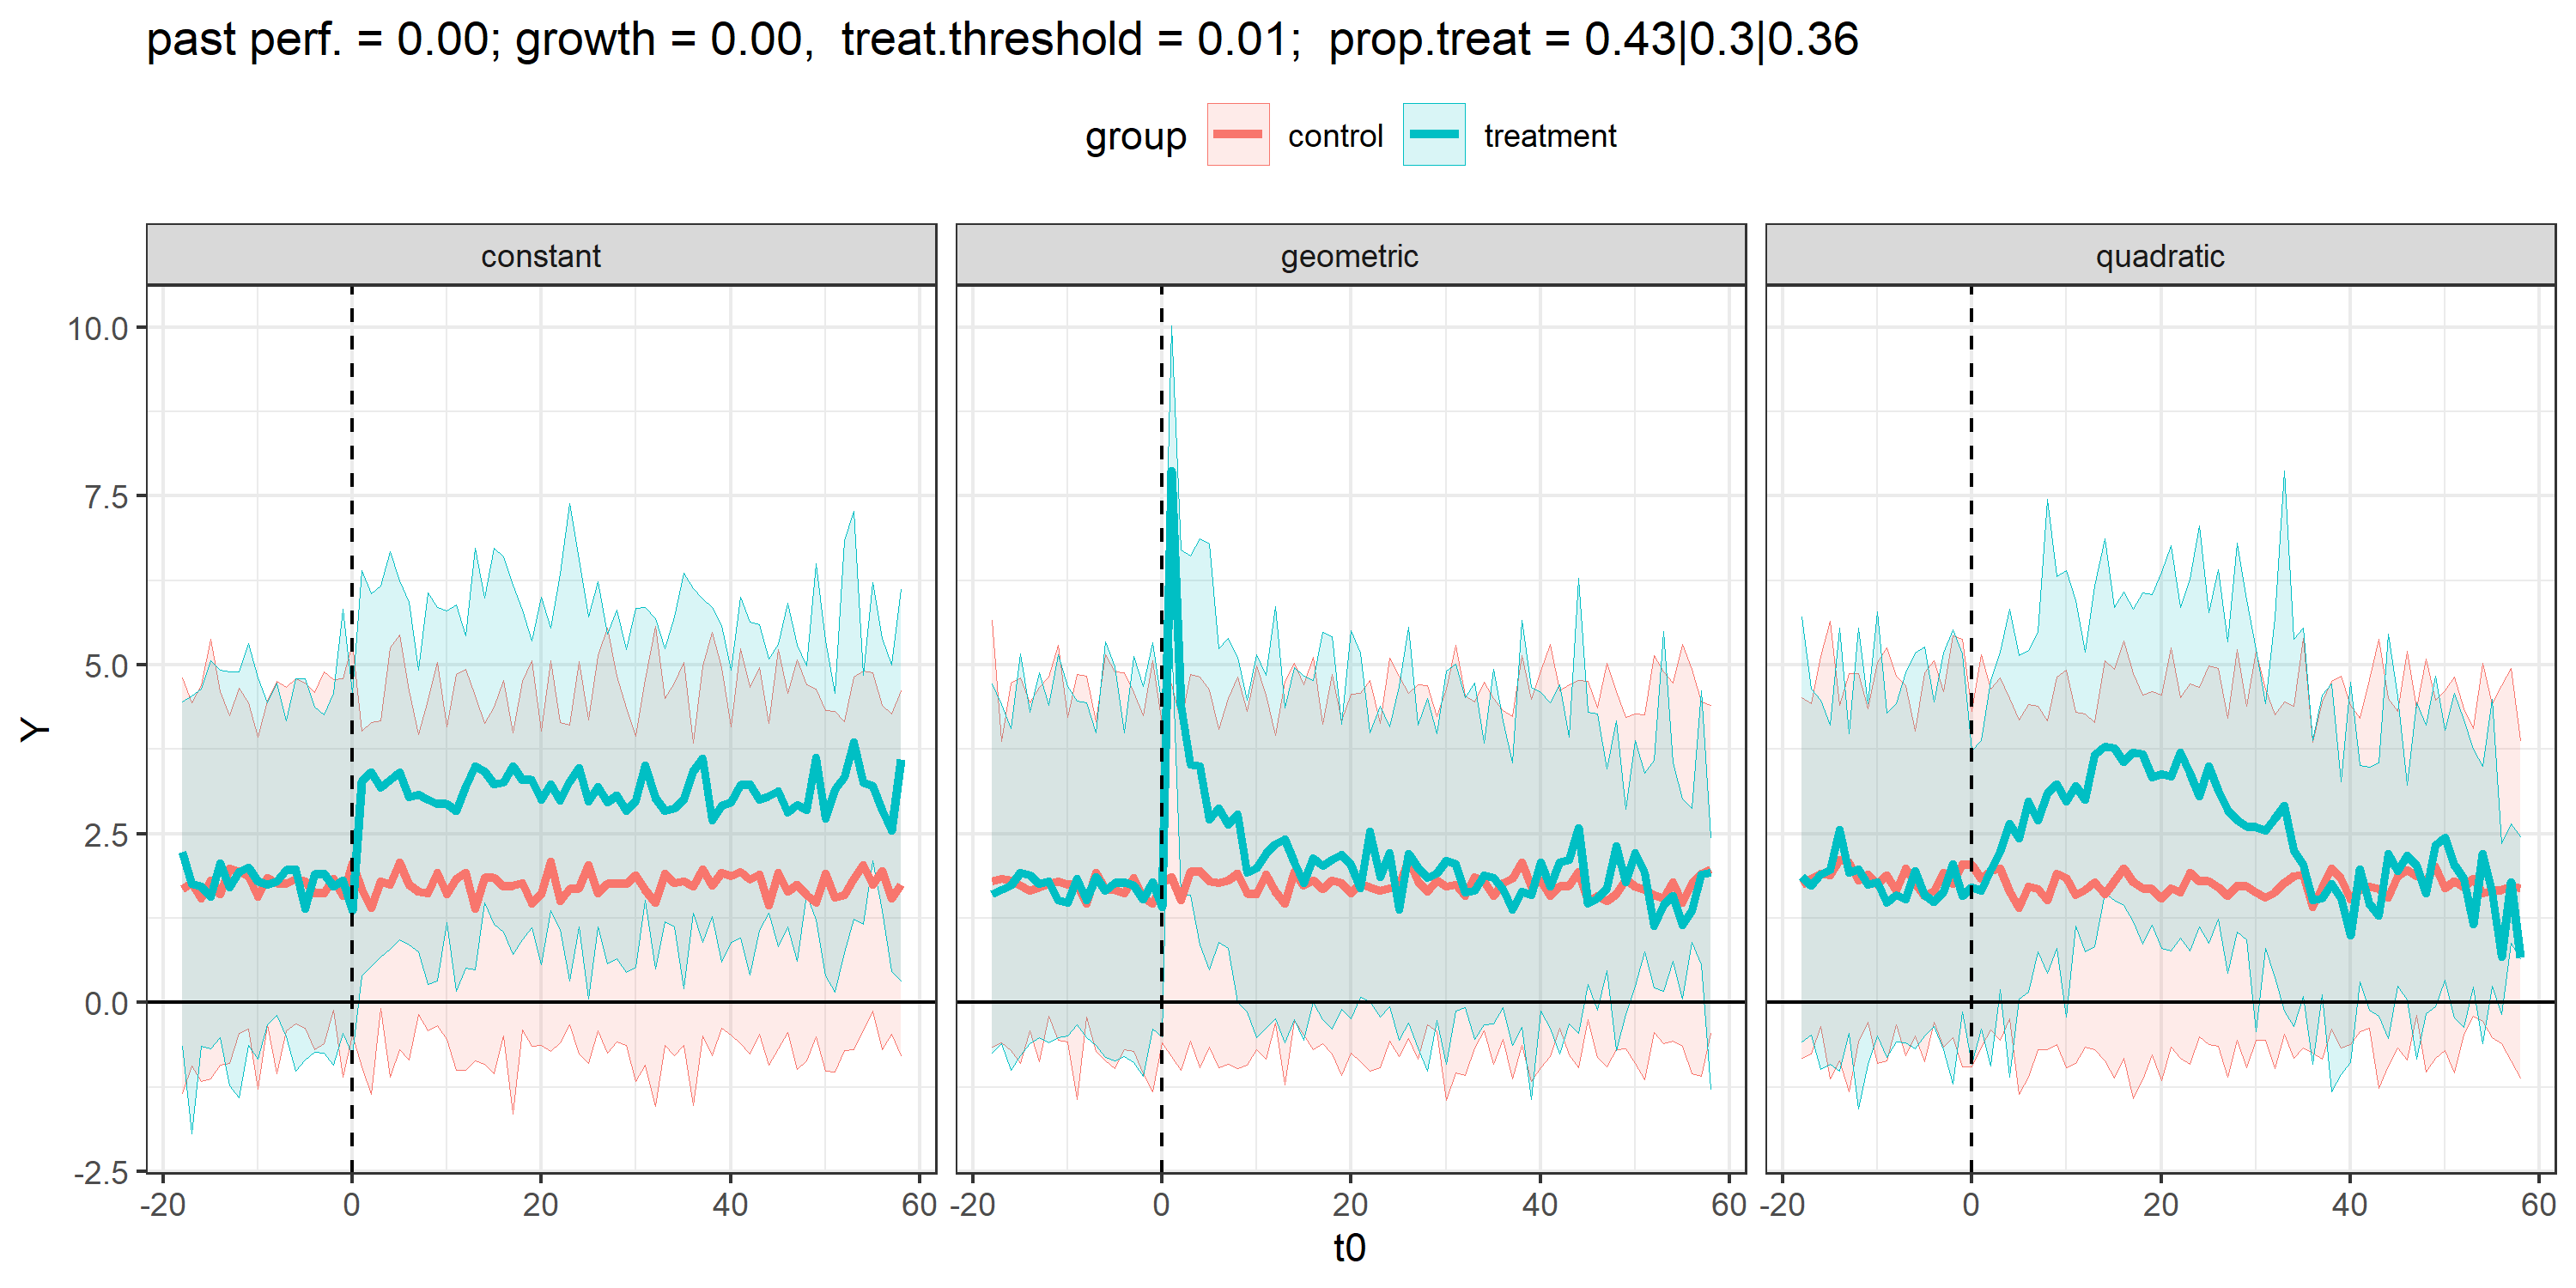 past perf. = 0.00; growth = 0.00,  treat.threshold = 0.01;  prop.treat = 0.43|0.3|0.36
group control treatment
constant geometric quadratic
10.0
7.5
5.0
2.5
0.0
-2.5
Y
-20 0 20 40 60 -20 0 20 40 60 -20 0 20 40 60
t0